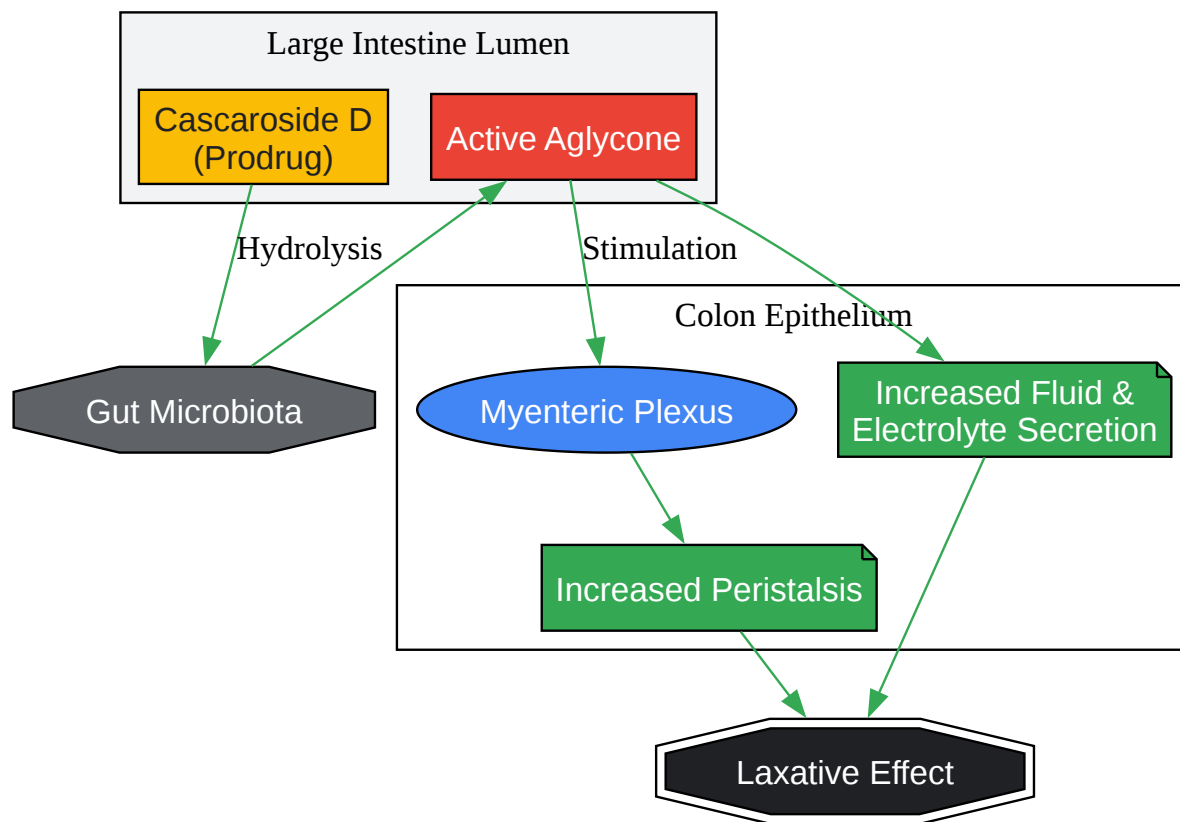 Large Intestine Lumen
Cascaroside D
(Prodrug)
Active Aglycone
Hydrolysis
Stimulation
Colon Epithelium
Gut Microbiota
Myenteric Plexus
Increased Fluid &
Electrolyte Secretion
Increased Peristalsis
Laxative Effect